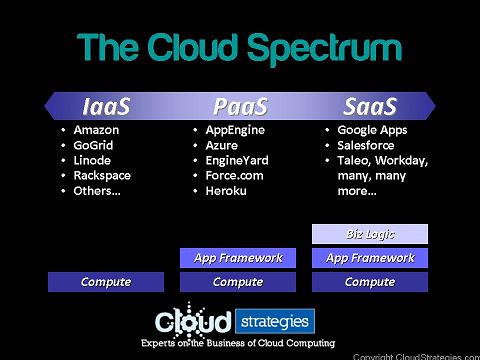 The Cloud Spectrum
IaaS PaaS SaaS
• Amazon
• GoGrid
• Linode
• Rackspace
• Others...
• AppEngine
• Azure
• EngineYard
• Force.com
• Heroku
• Google Apps
• Salesforce
• Taleo, Workday,
many, many
more...
Biz Logic
App Framework App Framework
Compute Compute Compute
cloud strategies
Experts on the Business of Cloud Computing
Copyright CloudStrategies.com